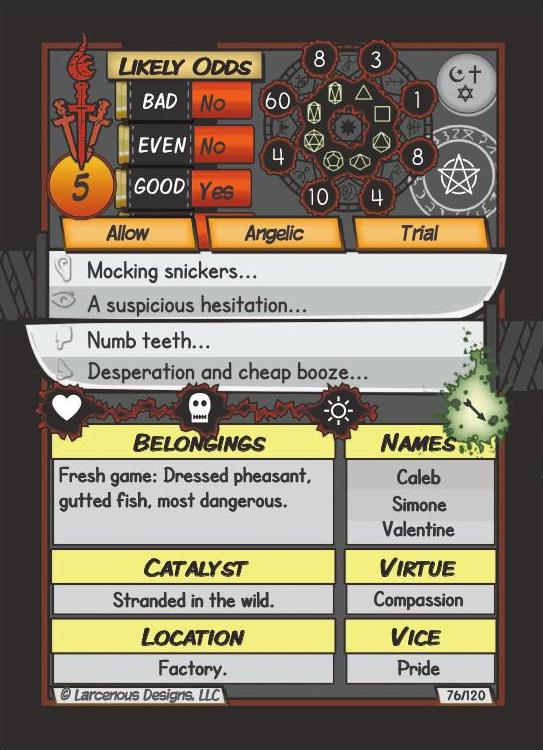 LIKELY ODDS
BAD No
EVEN No
GOOD Yes
5
8 3
60 1
4 8
10 4
Allow Angelic Trial
Mocking snickers...
A suspicious hesitation...
Numb teeth...
Desperation and cheap booze...
BELONGINGS
Fresh game: Dressed pheasant,
gutted fish, most dangerous.
NAMES
Caleb
Simone
Valentine
CATALYST
Stranded in the wild.
VIRTUE
Compassion
LOCATION
Factory.
VICE
Pride
© Larcenous Designs, LLC
76/120